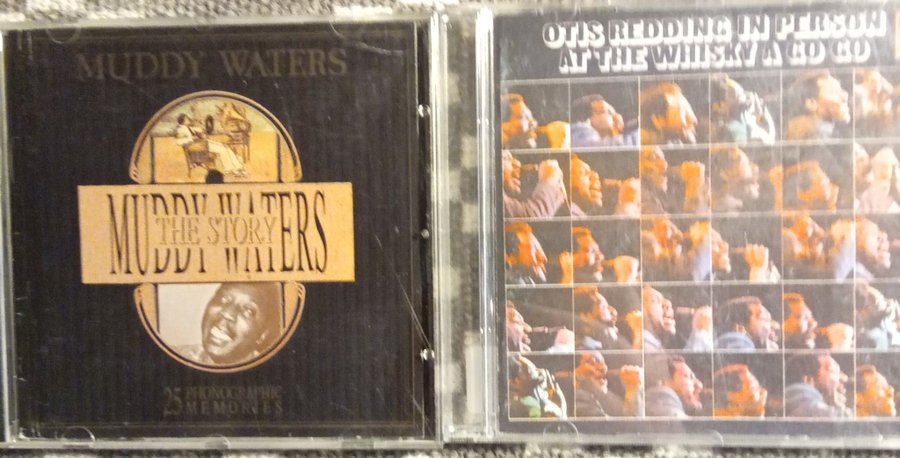 MUDDY WATERS
MUDDY WATERS
THE STORY
25 PHONOGRAPHIC
MEMORIES
OTIS REDDING IN PERSON
AT THE WHISKY A GO GO